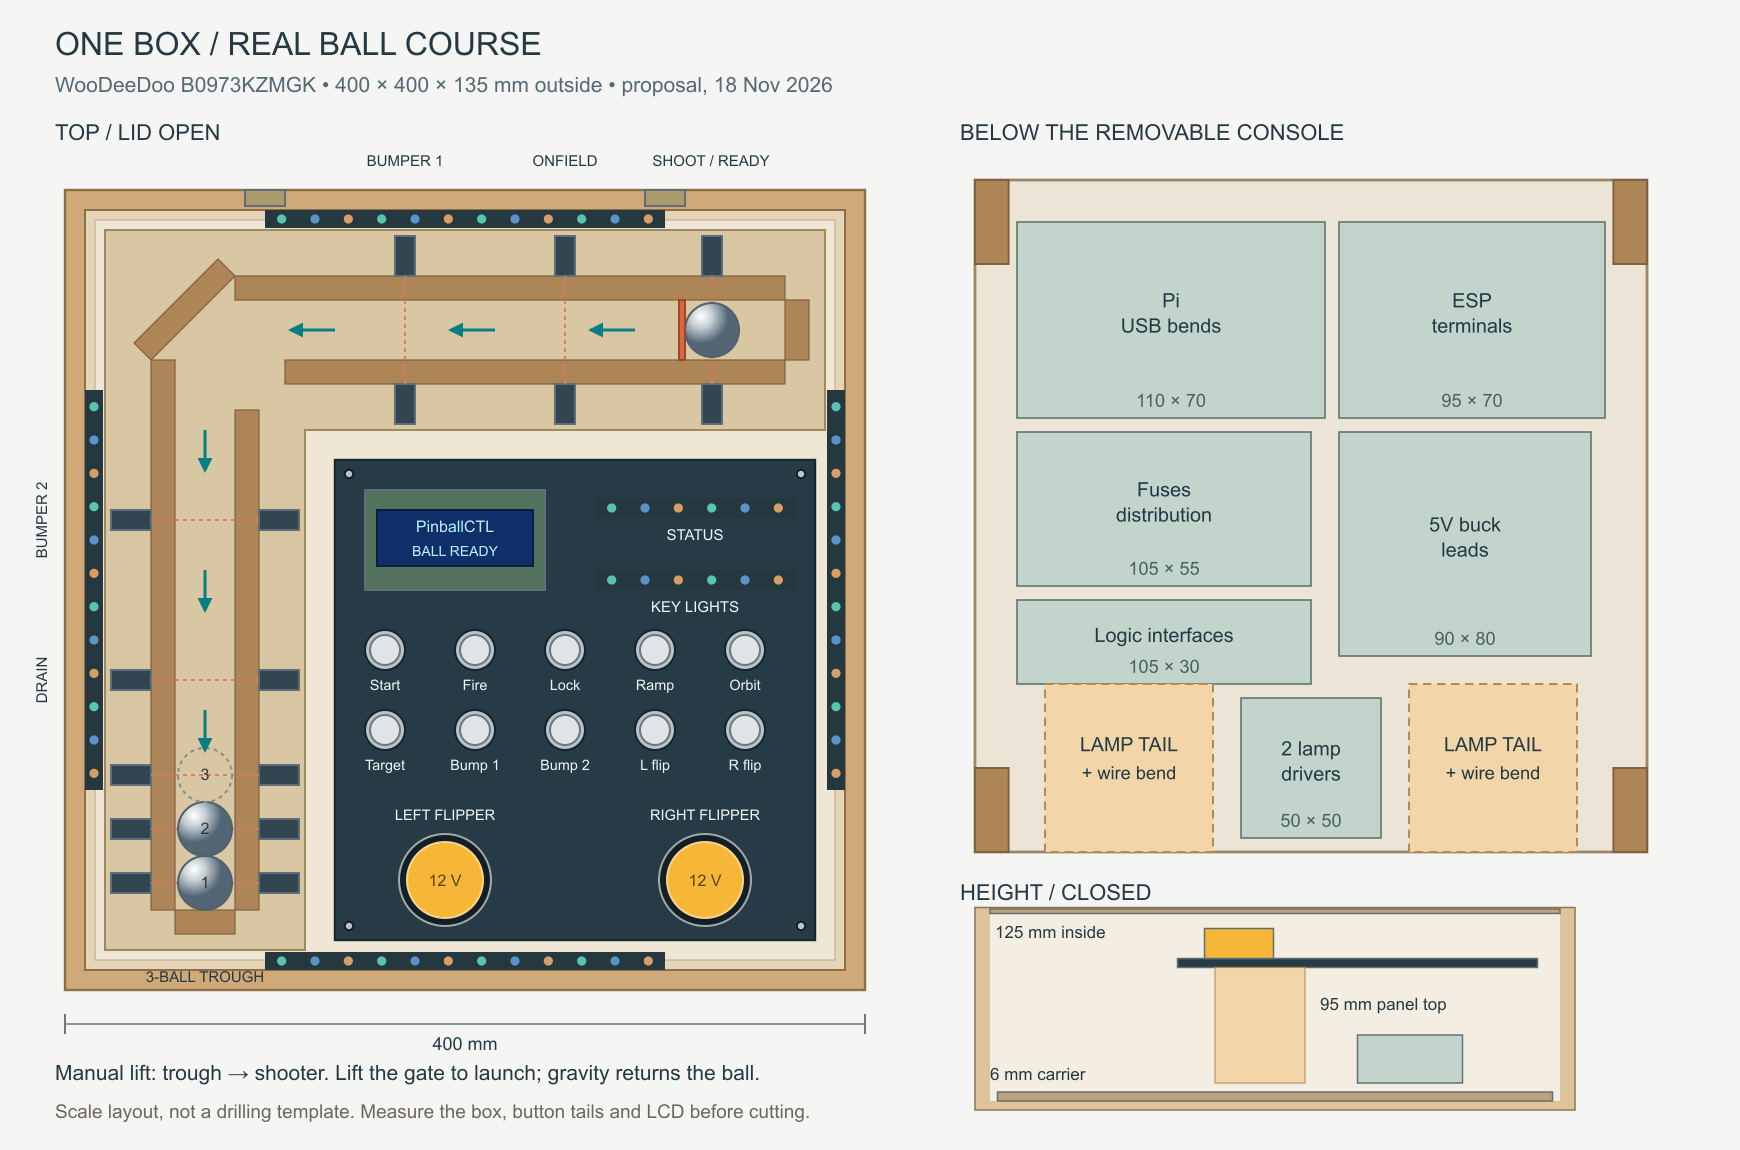 ONE BOX / REAL BALL COURSE
WooDeeDoo B0973KZMGK • 400 × 400 × 135 mm outside • proposal, 18 Nov 2026
TOP / LID OPEN
BUMPER 1
ONFIELD
SHOOT / READY
BUMPER 2
DRAIN
PinballCTL
BALL READY
STATUS
KEY LIGHTS
Start
Fire
Lock
Ramp
Orbit
Target
Bump 1
Bump 2
L flip
R flip
LEFT FLIPPER
RIGHT FLIPPER
12 V
12 V
3
2
1
3-BALL TROUGH
400 mm
Manual lift: trough → shooter. Lift the gate to launch; gravity returns the ball.
Scale layout, not a drilling template. Measure the box, button tails and LCD before cutting.
BELOW THE REMOVABLE CONSOLE
Pi
USB bends
110 × 70
ESP
terminals
95 × 70
Fuses
distribution
105 × 55
5V buck
leads
90 × 80
Logic interfaces
105 × 30
LAMP TAIL
+ wire bend
2 lamp
drivers
50 × 50
LAMP TAIL
+ wire bend
HEIGHT / CLOSED
125 mm inside
95 mm panel top
6 mm carrier